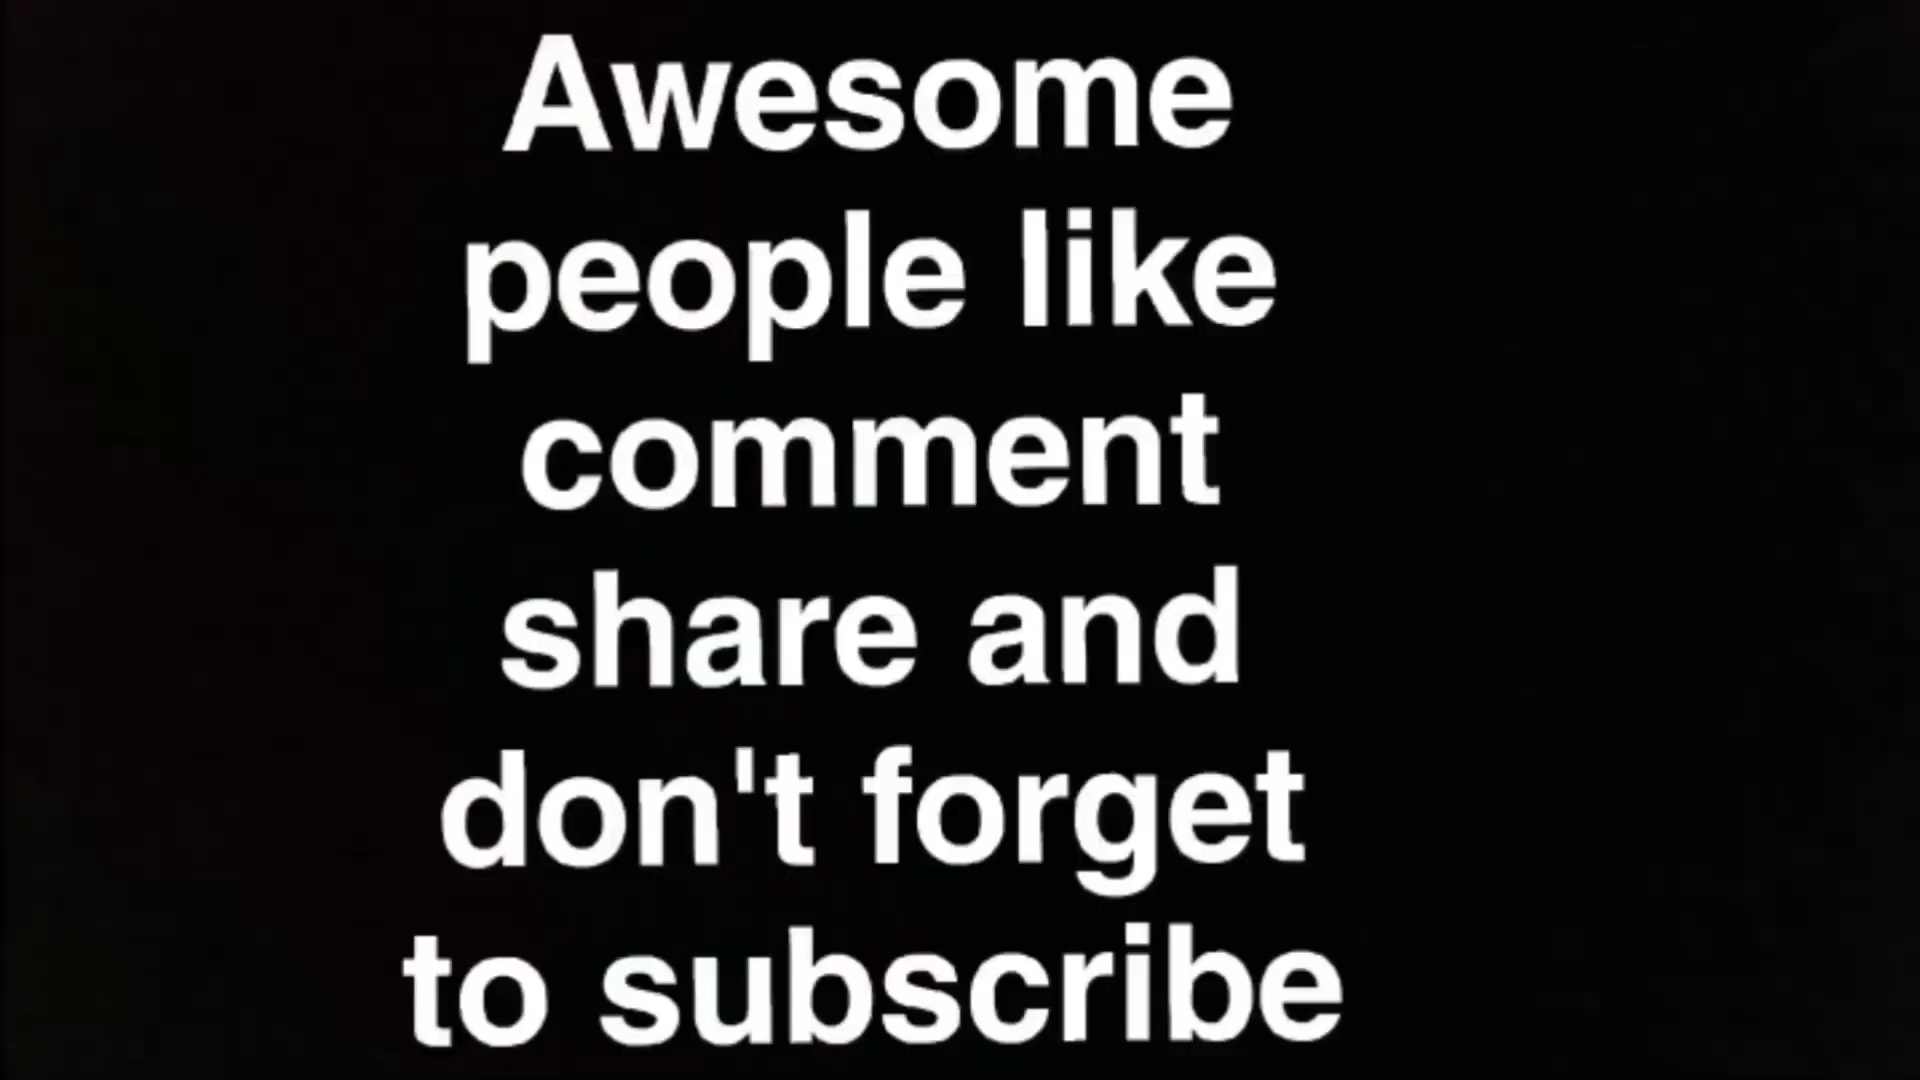 Awesome
people like
comment
share and
don't forget
to subscribe